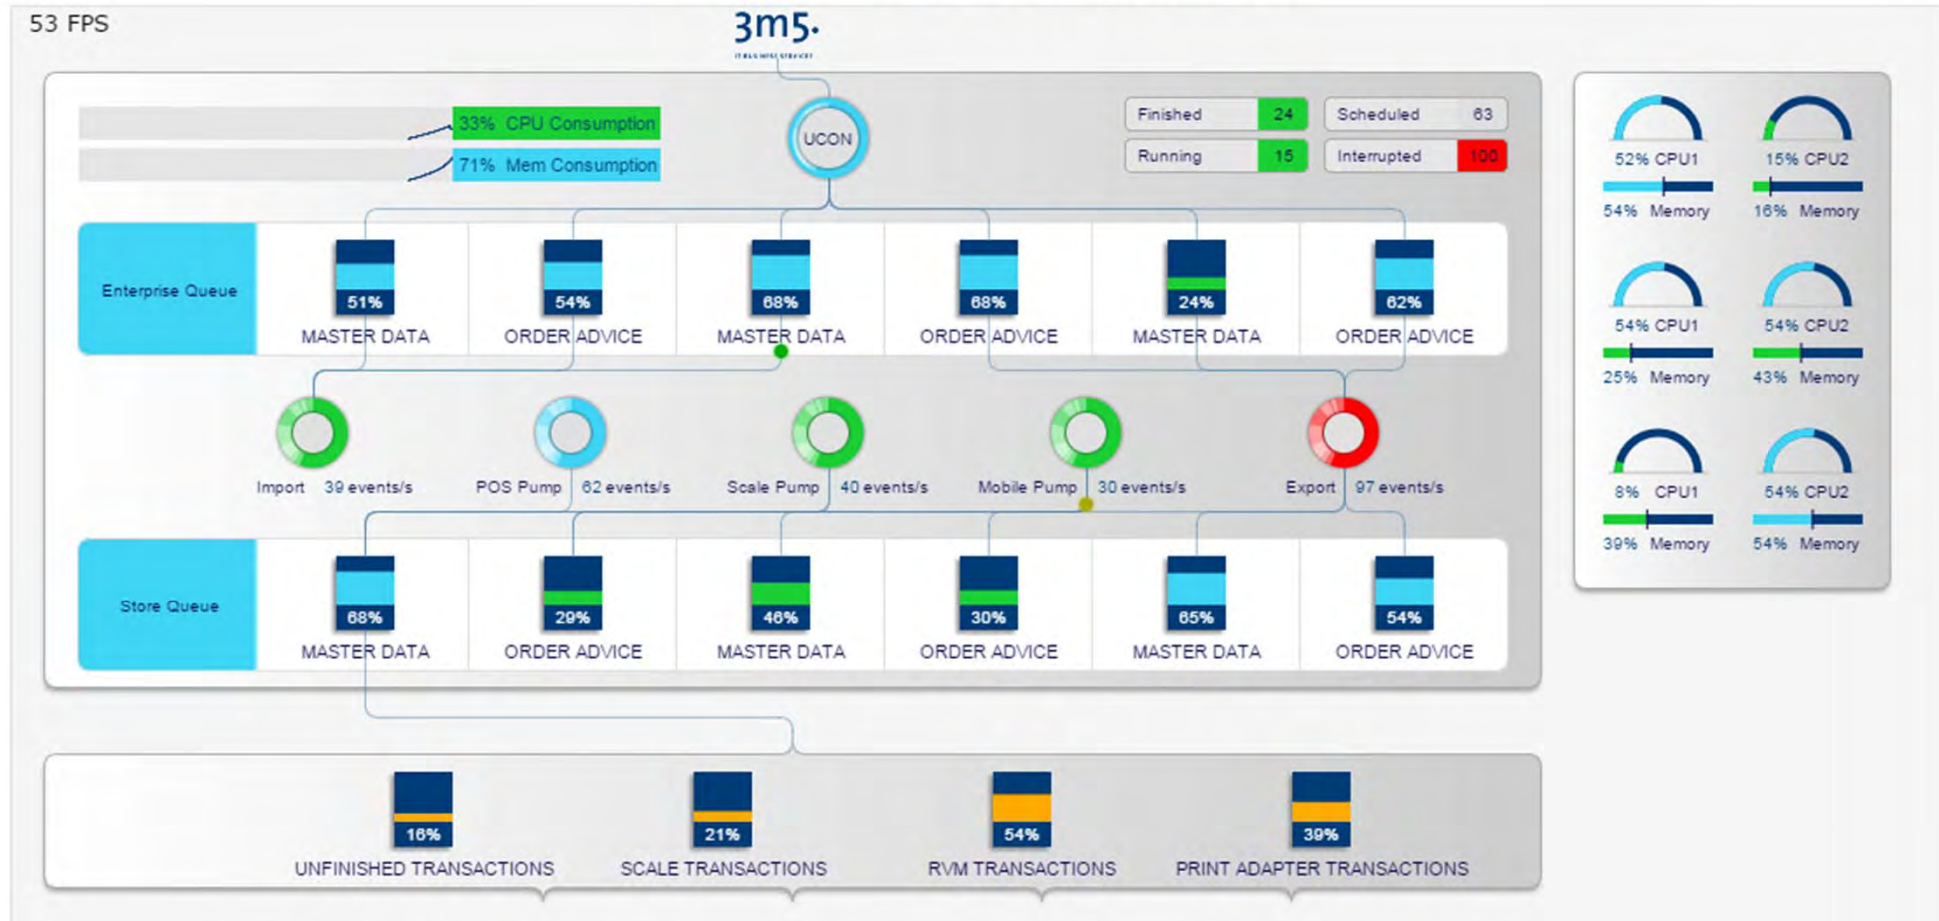 53 FPS
3m5.
IT BUSINESS SERVICES
33% CPU Consumption
71% Mem Consumption
UCON
Finished 24
Scheduled 63
Running 15
Interrupted 100
Enterprise Queue
51% 54% 68% 68% 24% 62%
MASTER DATA ORDER ADVICE MASTER DATA ORDER ADVICE MASTER DATA ORDER ADVICE
Import 39 events/s POS Pump 62 events/s Scale Pump 40 events/s Mobile Pump 30 events/s Export 97 events/s
Store Queue
68% 29% 46% 30% 65% 54%
MASTER DATA ORDER ADVICE MASTER DATA ORDER ADVICE MASTER DATA ORDER ADVICE
16% 21% 54% 39%
UNFINISHED TRANSACTIONS SCALE TRANSACTIONS RVM TRANSACTIONS PRINT ADAPTER TRANSACTIONS
52% CPU1 15% CPU2
54% Memory 16% Memory
54% CPU1 54% CPU2
25% Memory 43% Memory
8% CPU1 54% CPU2
39% Memory 54% Memory